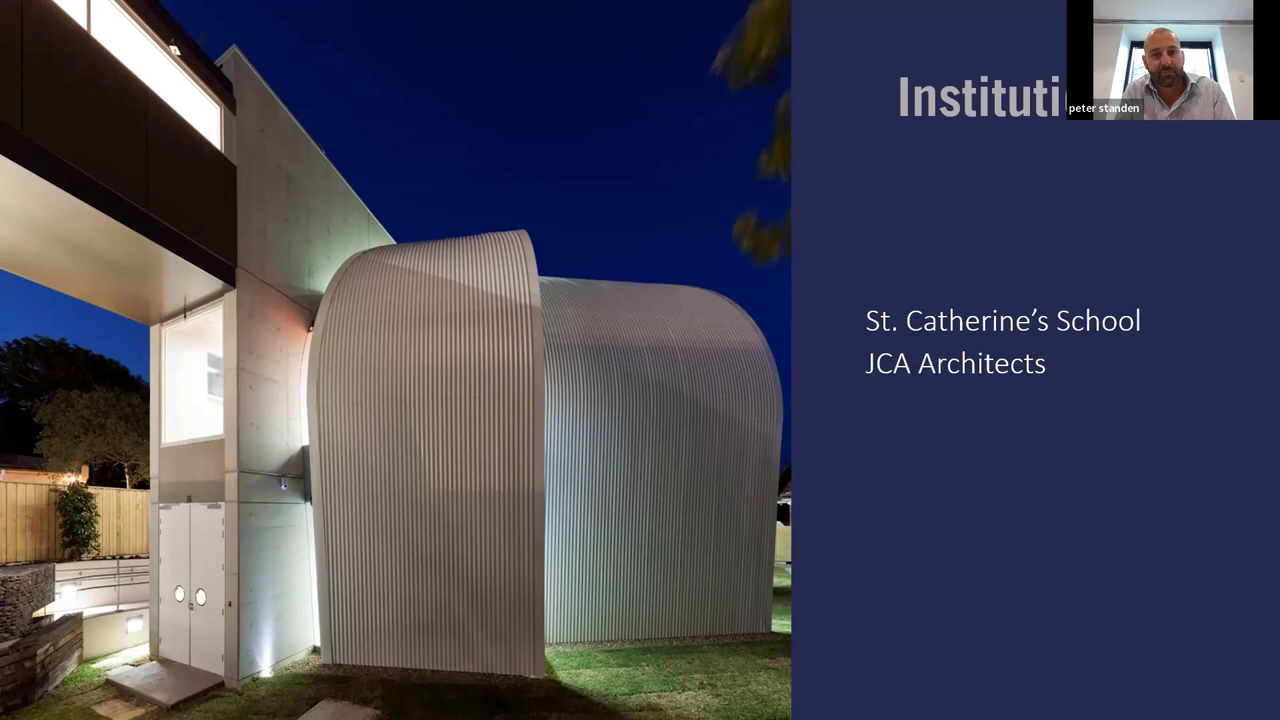 Instituti
peter standen
St. Catherine’s School
JCA Architects